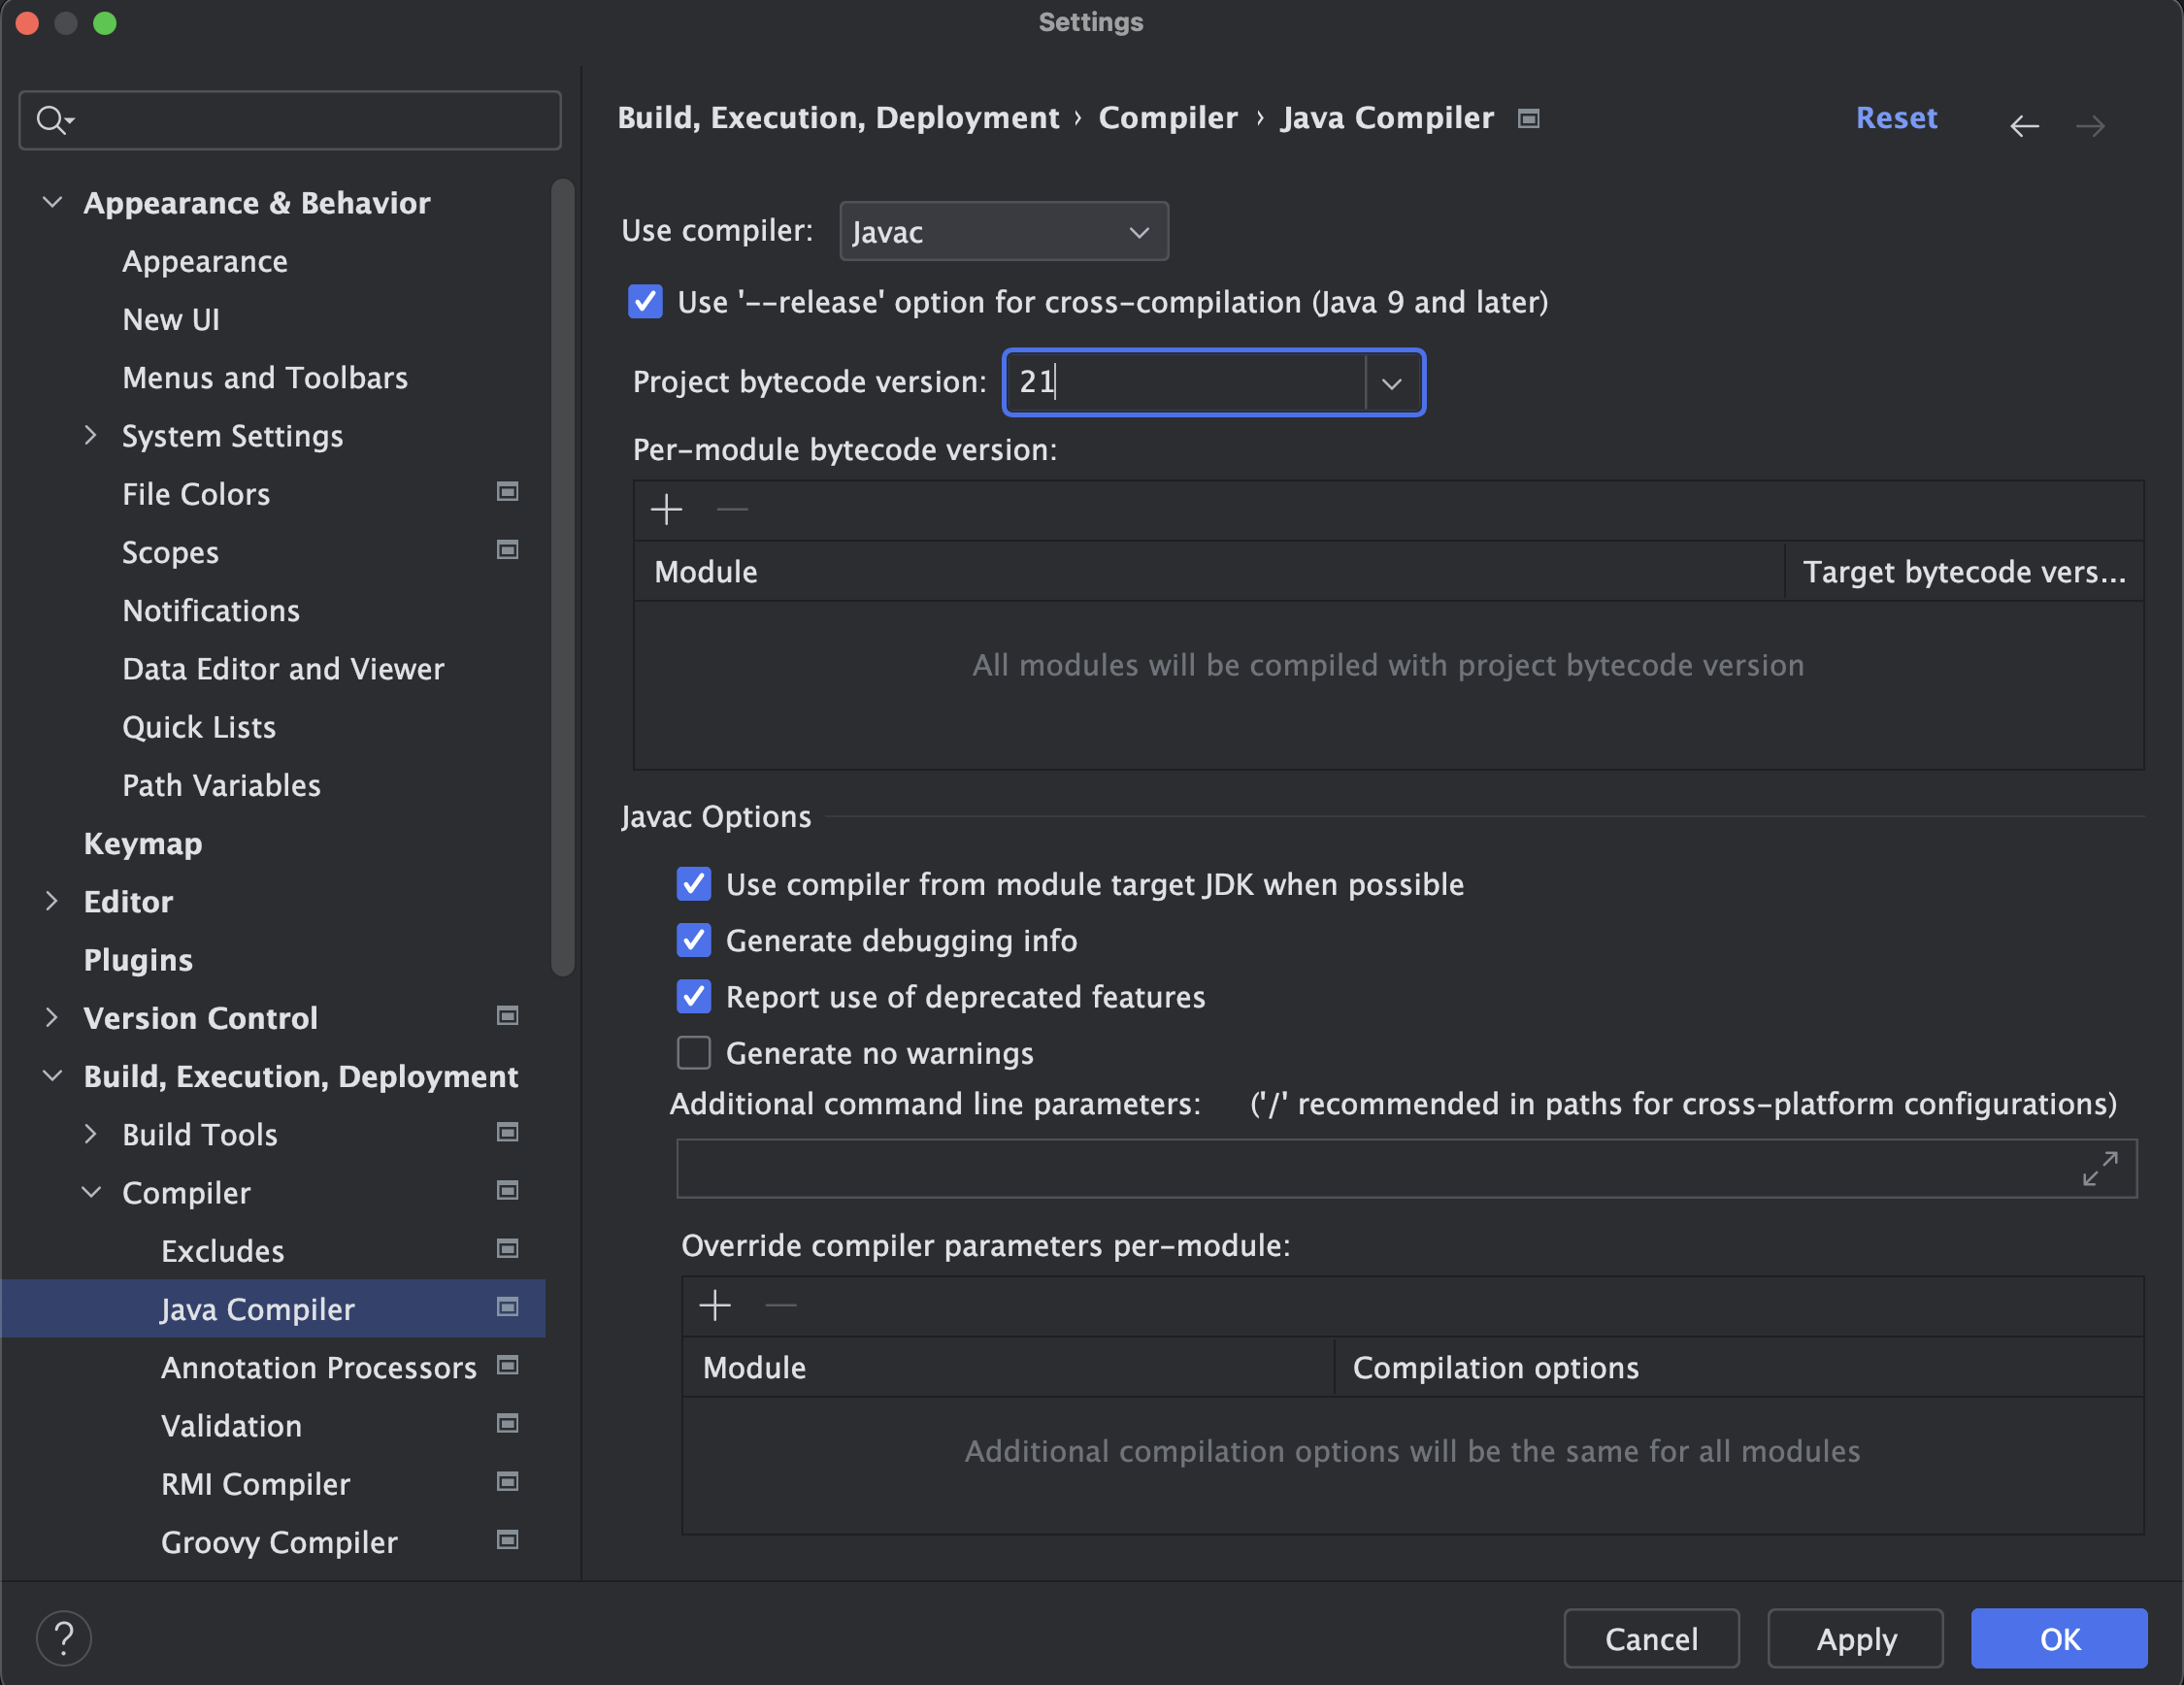 Settings
Appearance & Behavior
Appearance
New UI
Menus and Toolbars
System Settings
File Colors
Scopes
Notifications
Data Editor and Viewer
Quick Lists
Path Variables
Keymap
Editor
Plugins
Version Control
Build, Execution, Deployment
Build Tools
Compiler
Excludes
Java Compiler
Annotation Processors
Validation
RMI Compiler
Groovy Compiler
Build, Execution, Deployment › Compiler › Java Compiler
Reset
Use compiler: Javac
Use '--release' option for cross-compilation (Java 9 and later)
Project bytecode version: 21
Per-module bytecode version:
Module Target bytecode vers...
All modules will be compiled with project bytecode version
Javac Options
Use compiler from module target JDK when possible
Generate debugging info
Report use of deprecated features
Generate no warnings
Additional command line parameters: ('/' recommended in paths for cross-platform configurations)
Override compiler parameters per-module:
Module Compilation options
Additional compilation options will be the same for all modules
? Cancel Apply OK